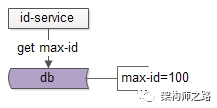 id-service
get max-id
db
max-id=100
架构师之路